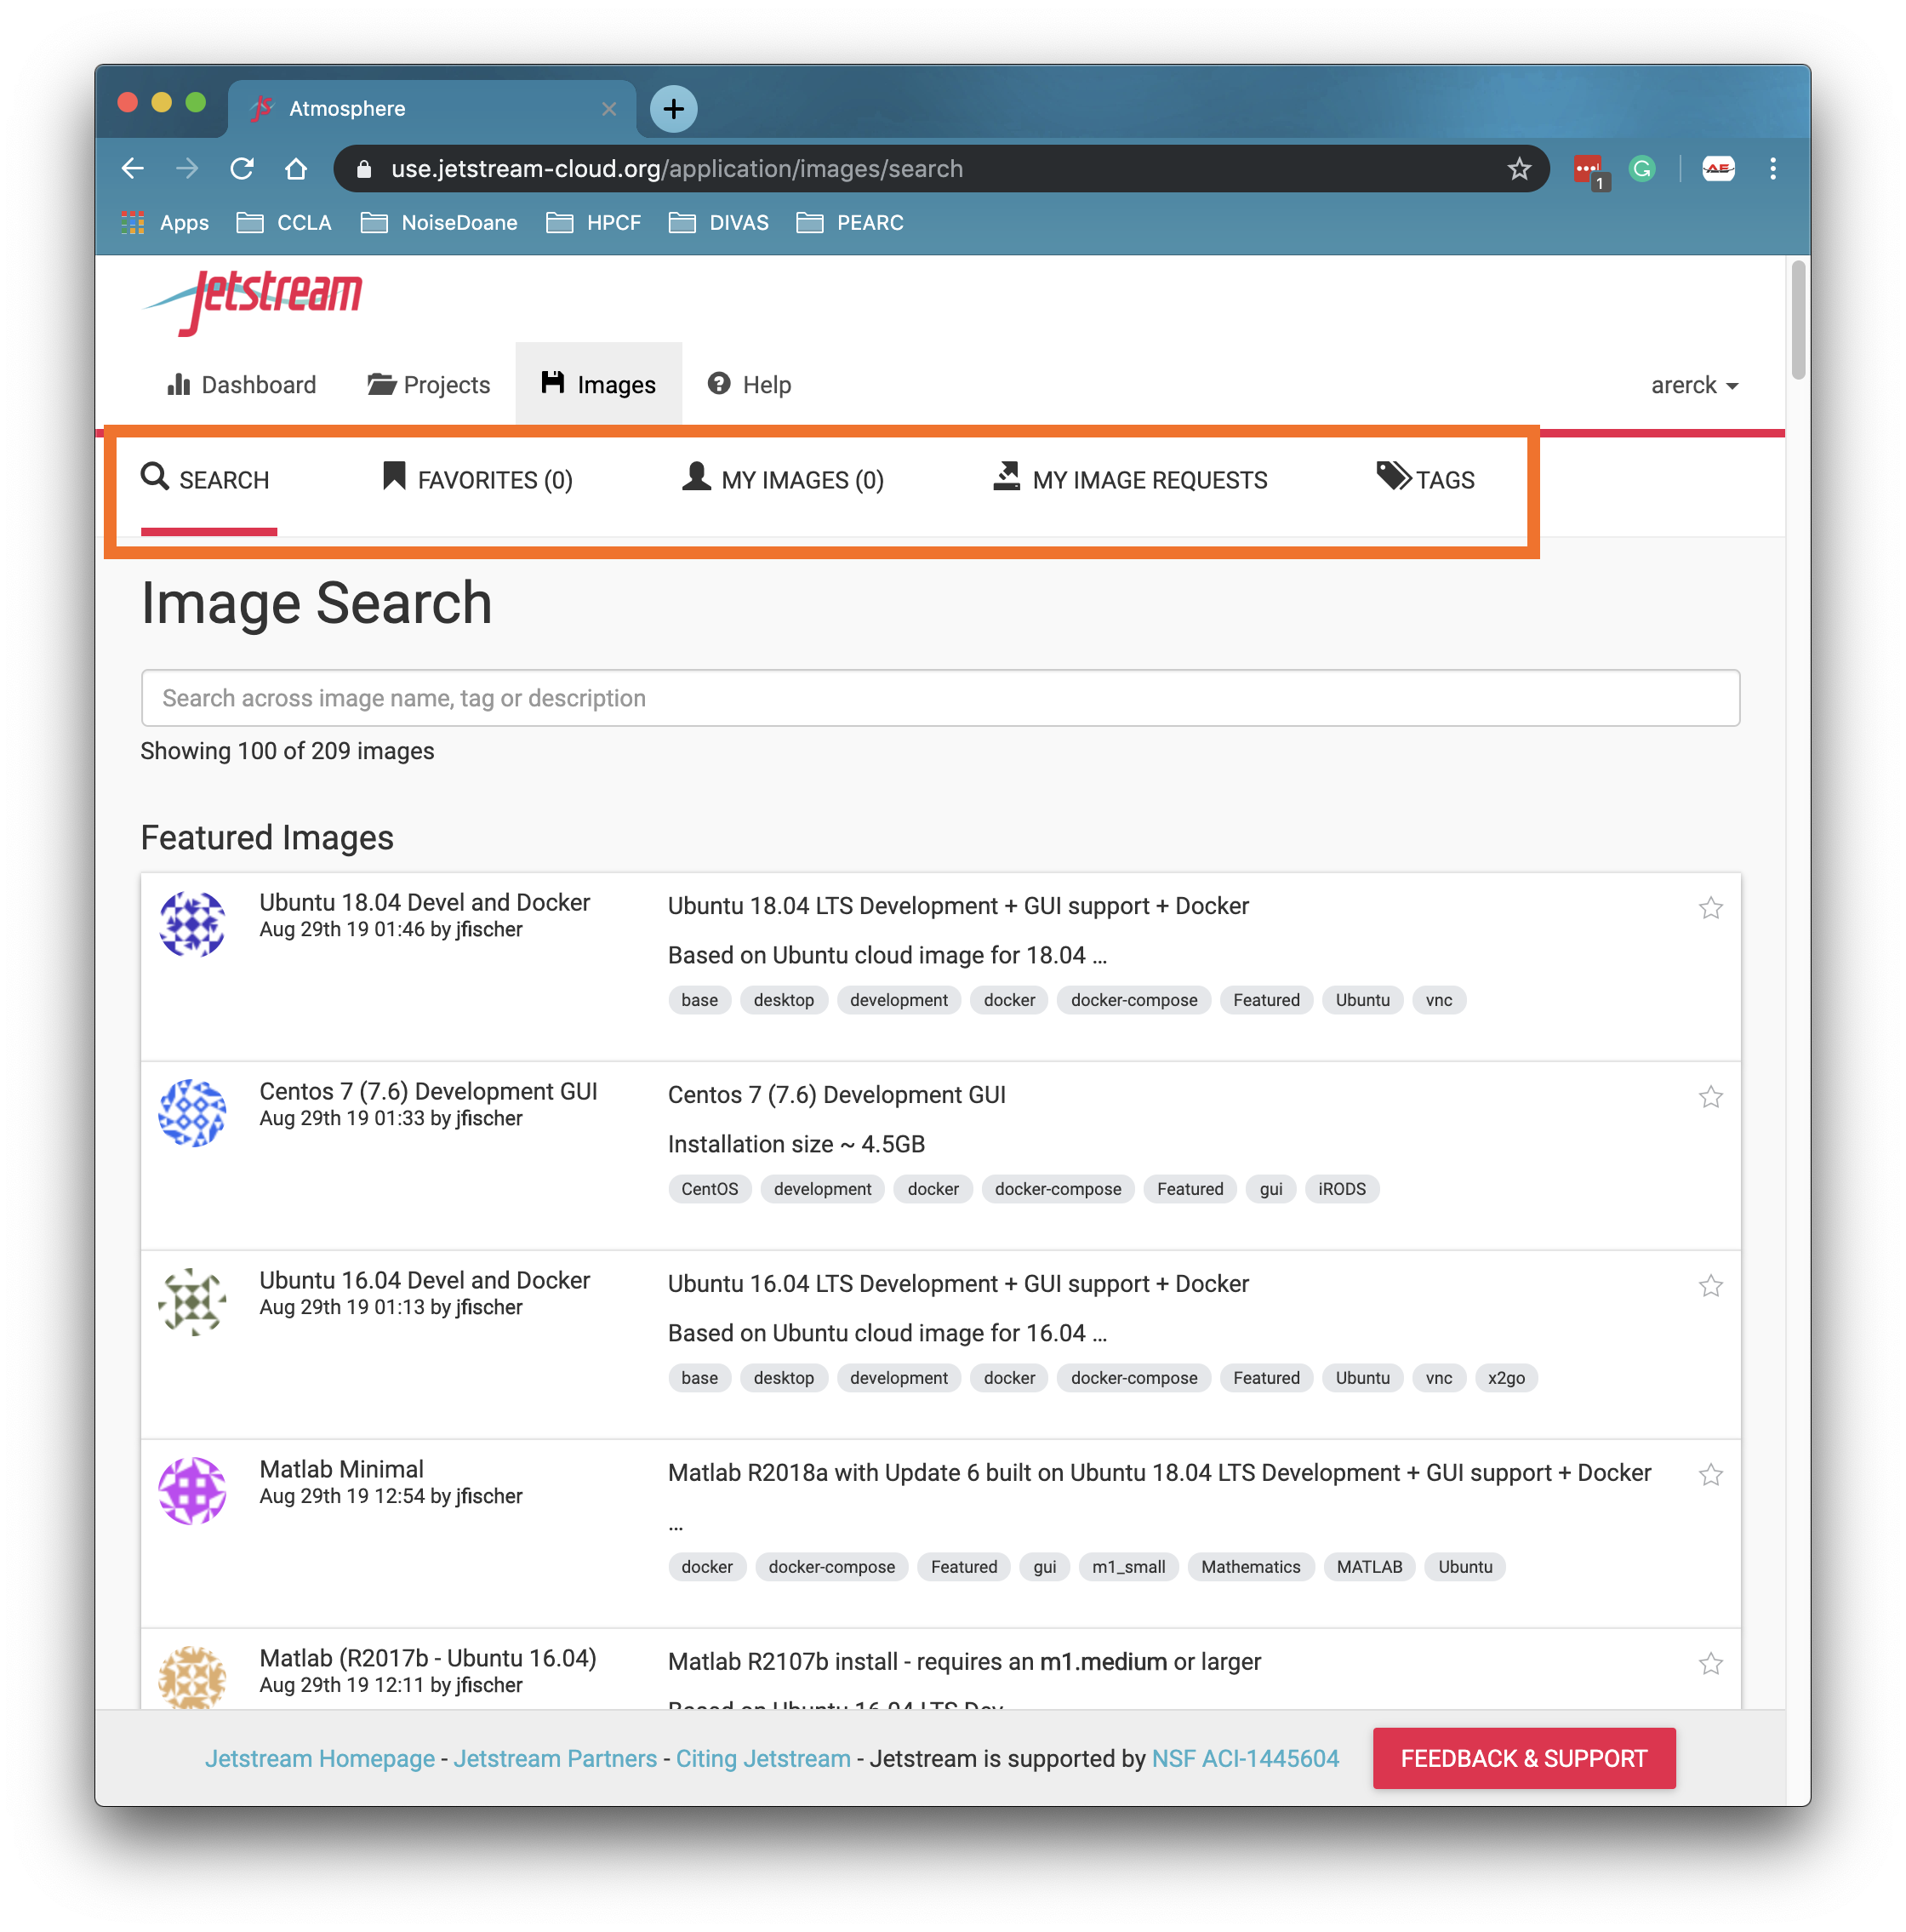 Atmosphere
use.jetstream-cloud.org/application/images/search
1
Apps CCLA NoiseDoane HPCF DIVAS PEARC
Jetstream
Dashboard Projects Images Help arerck
SEARCH FAVORITES (0) MY IMAGES (0) MY IMAGE REQUESTS TAGS
Image Search
Search across image name, tag or description
Showing 100 of 209 images
Featured Images
Ubuntu 18.04 Devel and Docker
Aug 29th 19 01:46 by jfischer
Ubuntu 18.04 LTS Development + GUI support + Docker
Based on Ubuntu cloud image for 18.04 ...
base desktop development docker docker-compose Featured Ubuntu vnc
Centos 7 (7.6) Development GUI
Aug 29th 19 01:33 by jfischer
Centos 7 (7.6) Development GUI
Installation size ~ 4.5GB
CentOS development docker docker-compose Featured gui iRODS
Ubuntu 16.04 Devel and Docker
Aug 29th 19 01:13 by jfischer
Ubuntu 16.04 LTS Development + GUI support + Docker
Based on Ubuntu cloud image for 16.04 ...
base desktop development docker docker-compose Featured Ubuntu vnc x2go
Matlab Minimal
Aug 29th 19 12:54 by jfischer
Matlab R2018a with Update 6 built on Ubuntu 18.04 LTS Development + GUI support + Docker
...
docker docker-compose Featured gui m1_small Mathematics MATLAB Ubuntu
Matlab (R2017b - Ubuntu 16.04)
Aug 29th 19 12:11 by jfischer
Matlab R2107b install - requires an m1.medium or larger
Based on Ubuntu 16.04 LTS Dev
Jetstream Homepage - Jetstream Partners - Citing Jetstream - Jetstream is supported by NSF ACI-1445604
FEEDBACK & SUPPORT